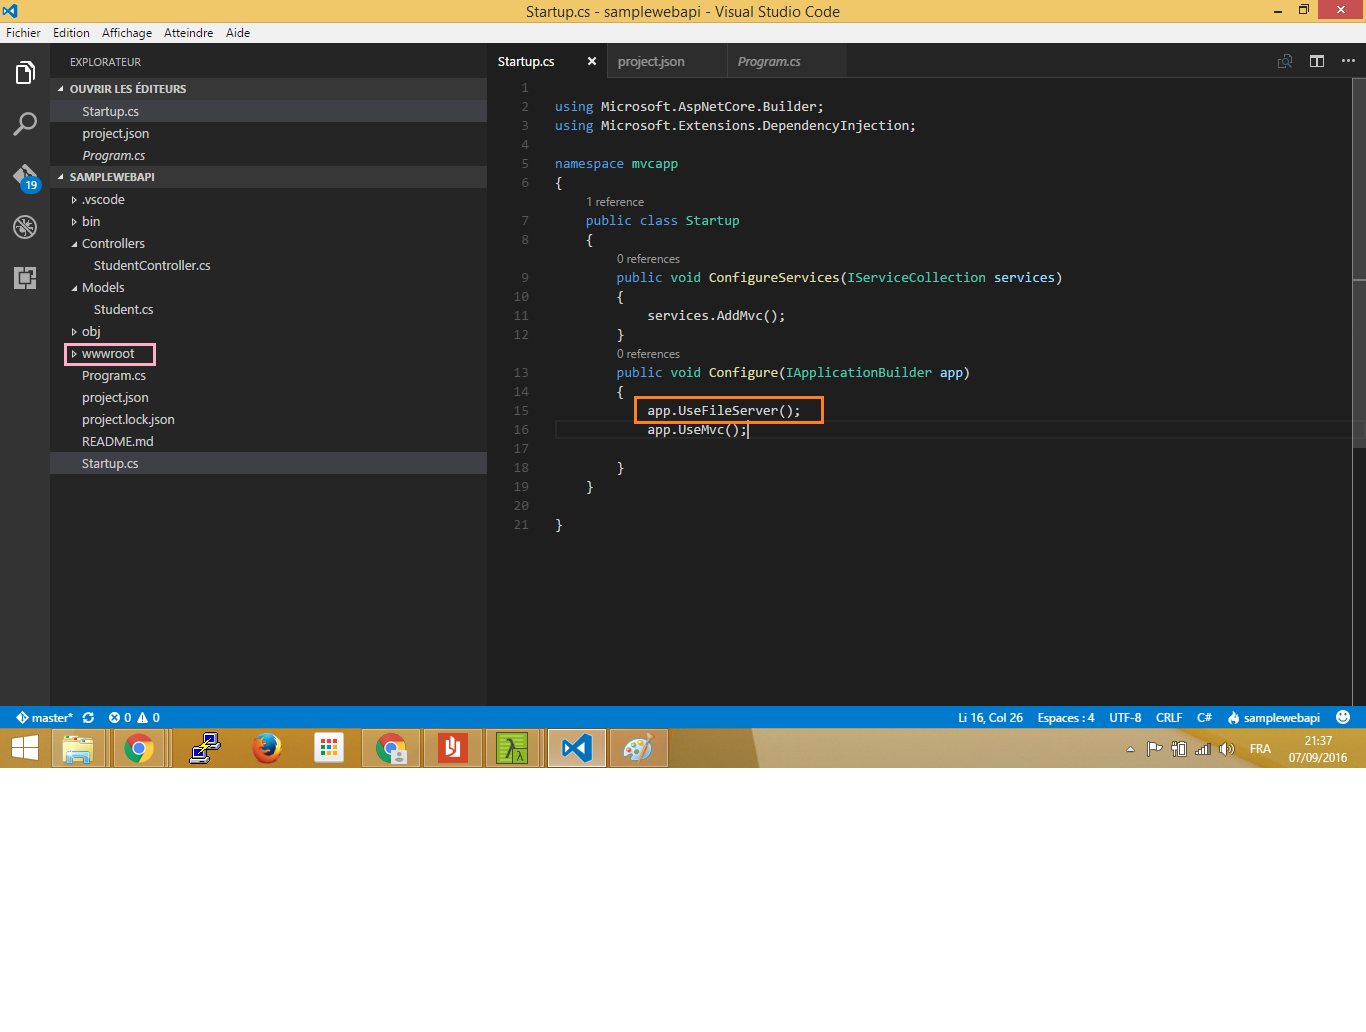 Startup.cs - samplewebapi - Visual Studio Code
Fichier Edition Affichage Atteindre Aide
EXPLORATEUR
OUVRIR LES ÉDITEURS
Startup.cs
project.json
Program.cs
SAMPLEWEBAPI
.vscode
bin
Controllers
StudentController.cs
Models
Student.cs
obj
wwwroot
Program.cs
project.json
project.lock.json
README.md
Startup.cs
19
Startup.cs project.json Program.cs
1
2 using Microsoft.AspNetCore.Builder;
3 using Microsoft.Extensions.DependencyInjection;
4
5 namespace mvcapp
6 {
1 reference
7 public class Startup
8 {
0 references
9 public void ConfigureServices(IServiceCollection services)
10 {
11 services.AddMvc();
12 }
0 references
13 public void Configure(IApplicationBuilder app)
14 {
15 app.UseFileServer();
16 app.UseMvc();
17
18 }
19 }
20
21 }
master* 0 0 Li 16, Col 26 Espaces : 4 UTF-8 CRLF C# samplewebapi
FRA
21:37
07/09/2016